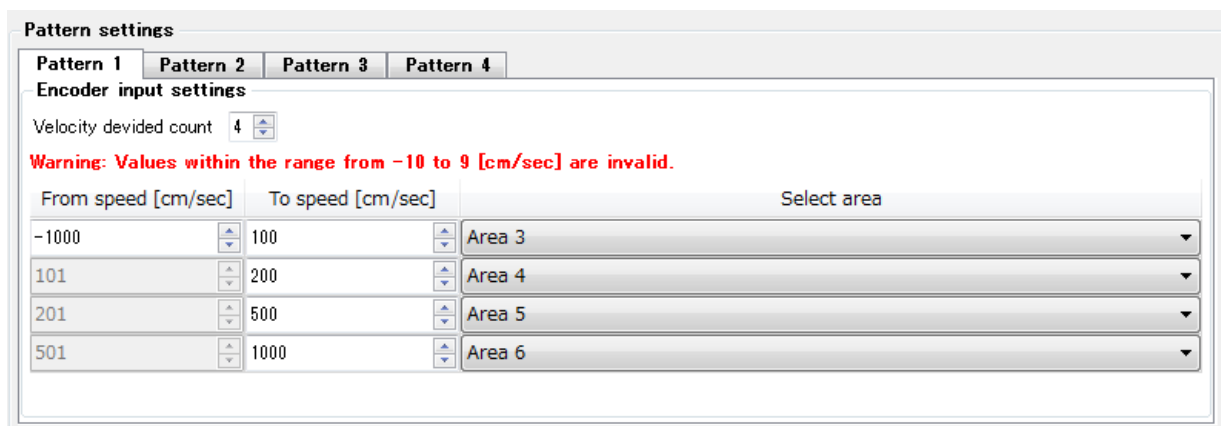 Pattern settings
Pattern 1 Pattern 2 Pattern 3 Pattern 4
Encoder input settings
Velocity devided count 4
Warning: Values within the range from -10 to 9 [cm/sec] are invalid.
From speed [cm/sec] To speed [cm/sec] Select area
-1000 100 Area 3
101 200 Area 4
201 500 Area 5
501 1000 Area 6